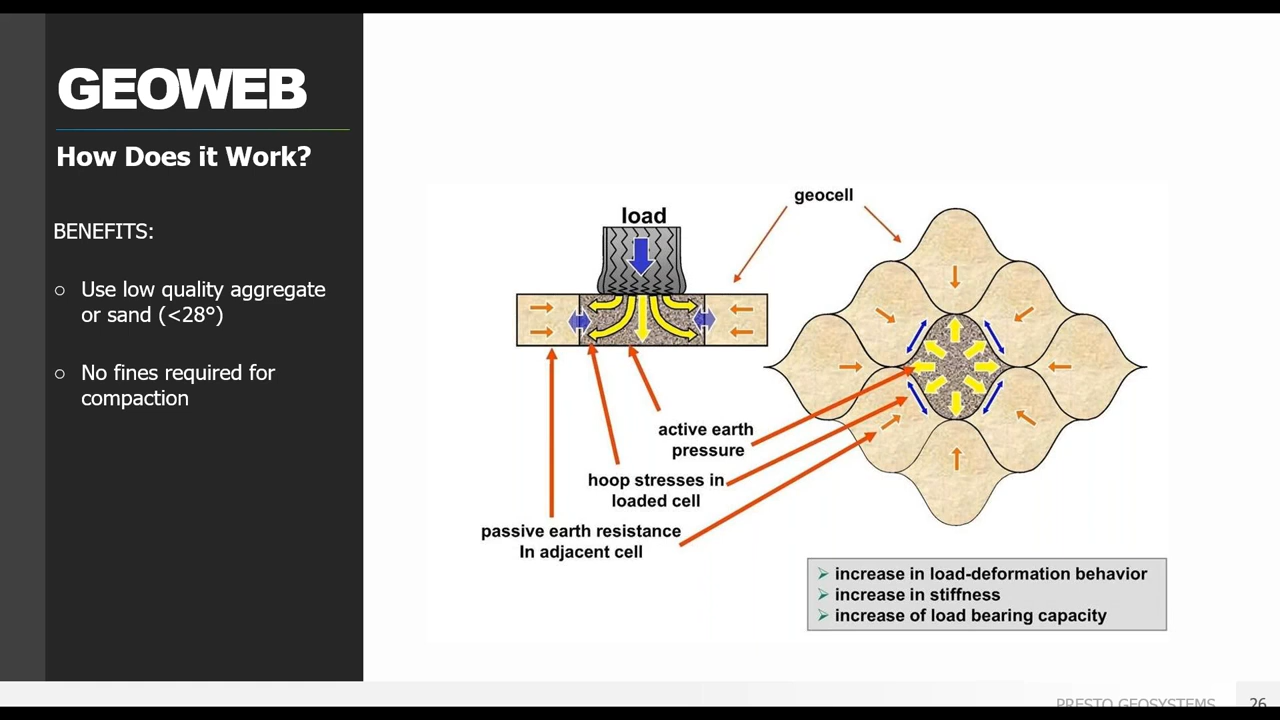 GEOWEB
How Does it Work?
BENEFITS:
○ Use low quality aggregate
or sand (<28°)
○ No fines required for
compaction
geocell
load
active earth
pressure
hoop stresses in
loaded cell
passive earth resistance
In adjacent cell
➢ increase in load-deformation behavior
➢ increase in stiffness
➢ increase of load bearing capacity
PRESTO GEOSYSTEMS
26